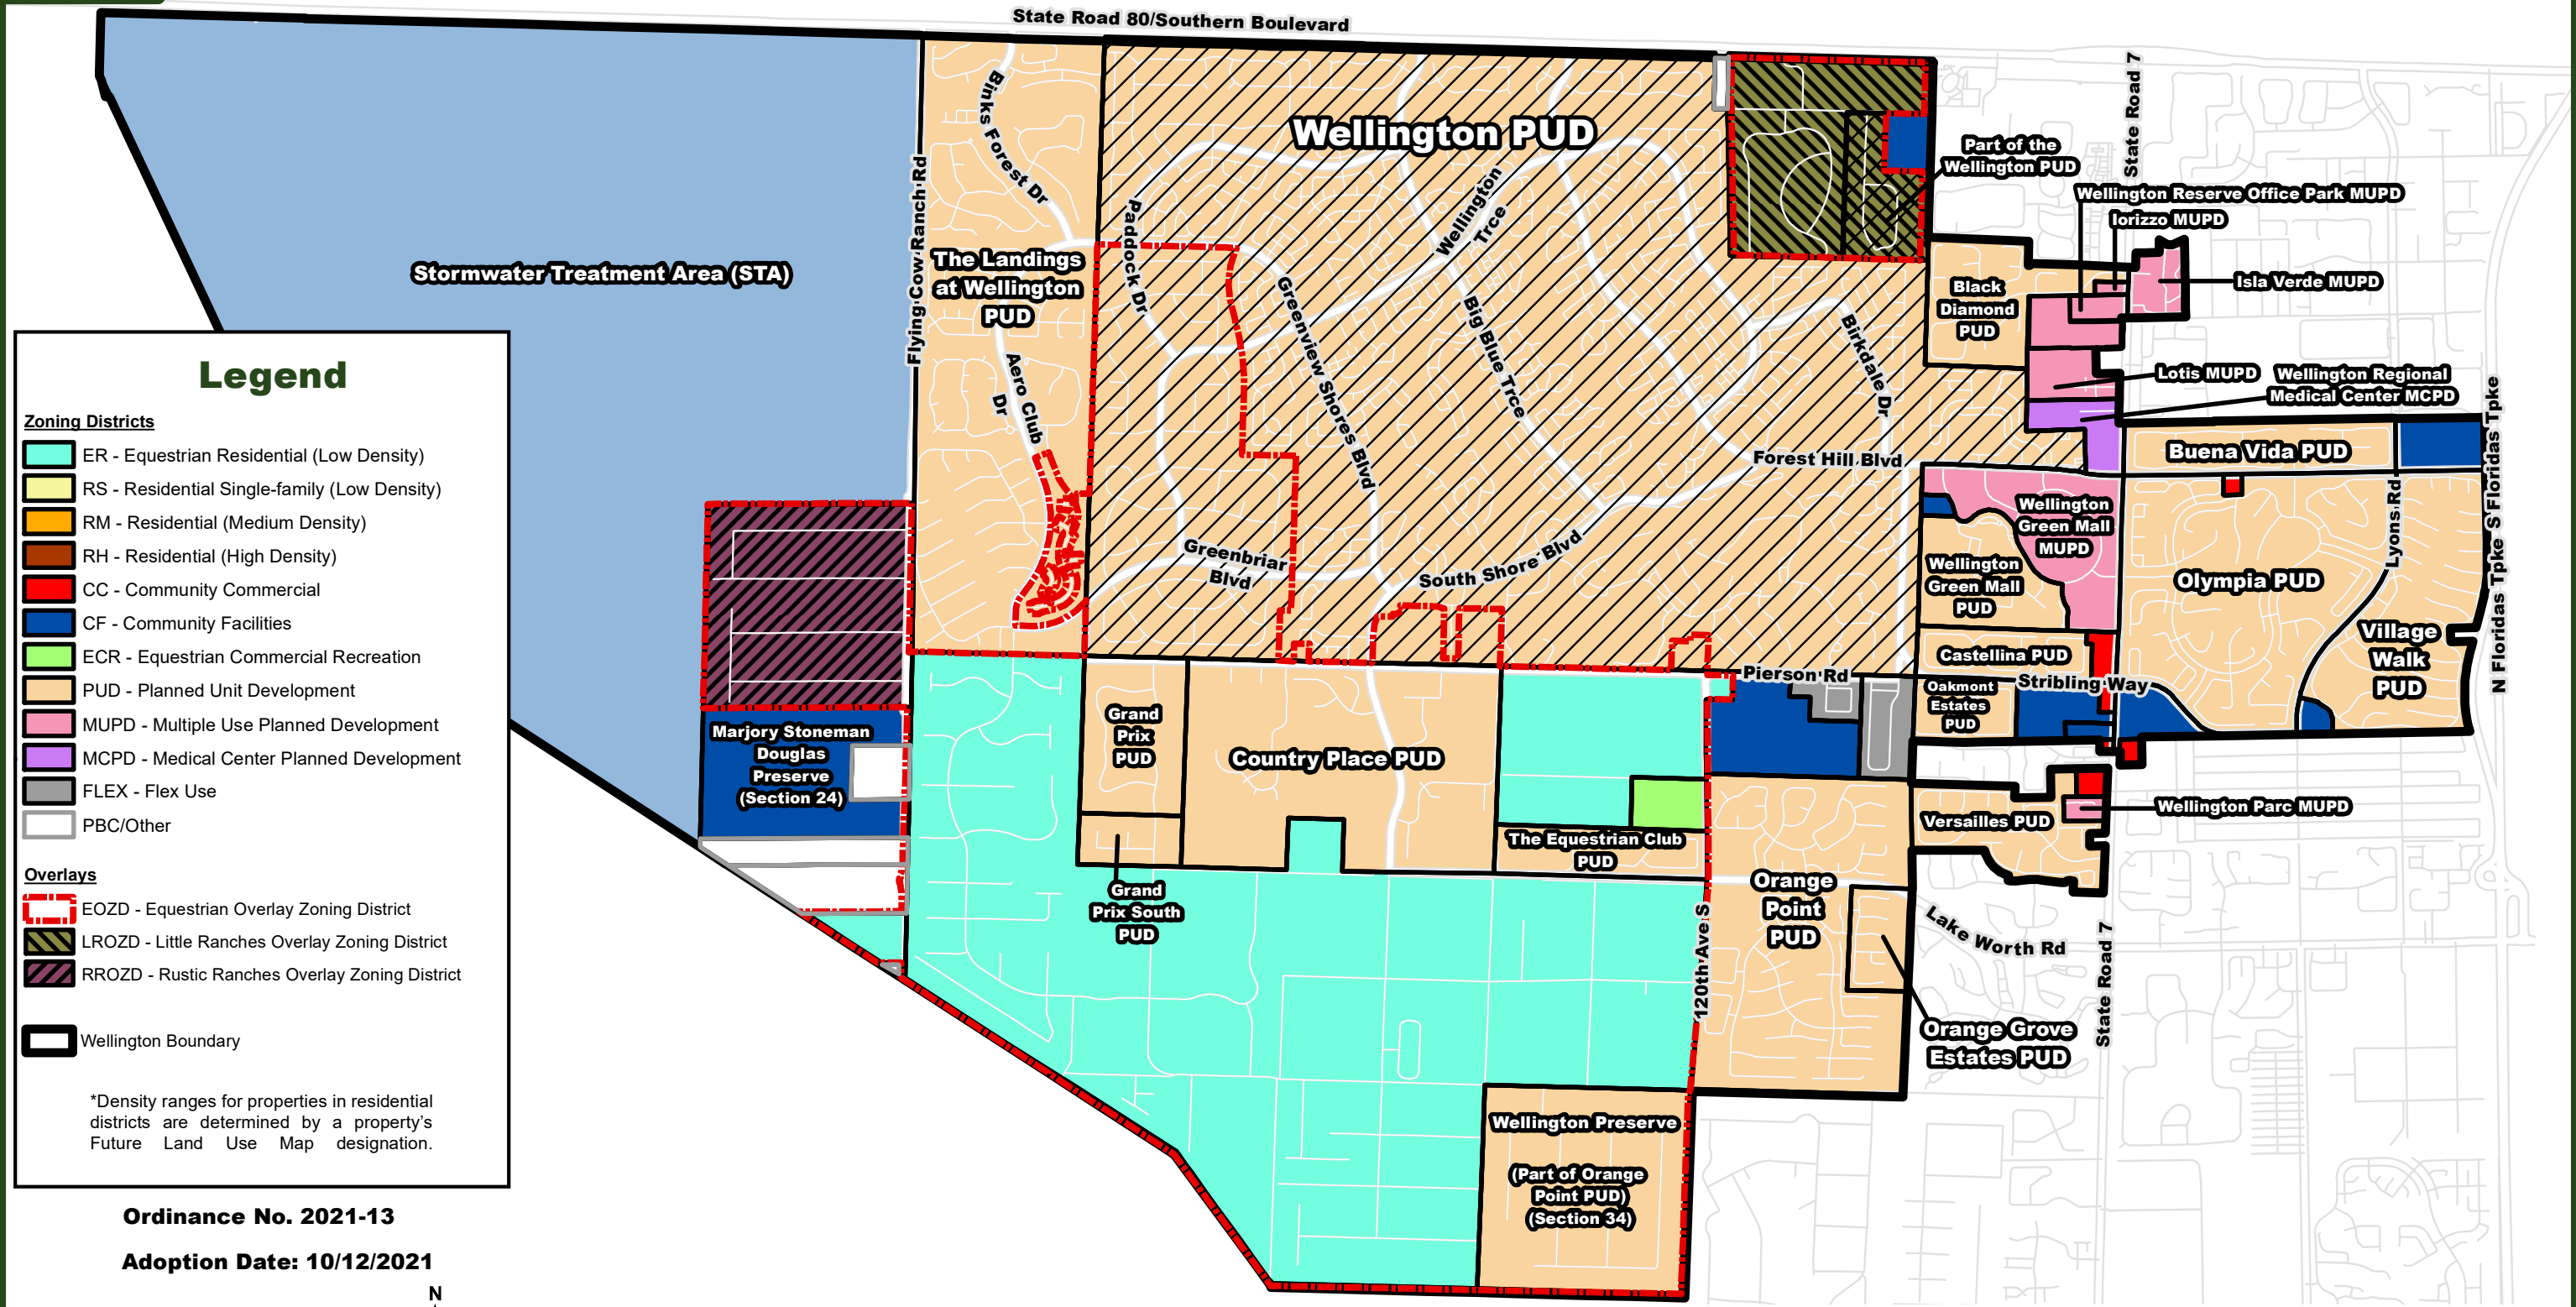 State Road 80/Southern Boulevard
State Road 7
Binks Forest Dr
Wellington PUD
Part of the
Wellington PUD
Flying Cow Ranch Rd
Paddock Dr
Wellington
Trce
Wellington Reserve Office Park MUPD
Iorizzo MUPD
Stormwater Treatment Area (STA)
The Landings
at Wellington
PUD
Greenview Shores Blvd
Big Blue Trce
Birkdale Dr
Black
Diamond
PUD
Isla Verde MUPD
Aero Club
Dr
Lotis MUPD
Wellington Regional
Medical Center MCPD
Forest Hill Blvd
Buena Vida PUD
N Floridas Tpke S Floridas Tpke
Lyons Rd
Wellington
Green Mall
MUPD
Greenbriar
Blvd
South Shore Blvd
Wellington
Green Mall
PUD
Olympia PUD
Village
Walk
PUD
Castellina PUD
Pierson Rd
Stribling Way
Oakmont
Estates
PUD
Marjory Stoneman
Douglas
Preserve
(Section 24)
Grand
Prix
PUD
Country Place PUD
The Equestrian Club
PUD
Versailles PUD
Wellington Parc MUPD
Grand
Prix South
PUD
Orange
Point
PUD
120th Ave S
Lake Worth Rd
State Road 7
Orange Grove
Estates PUD
Wellington Preserve
(Part of Orange
Point PUD)
(Section 34)
Legend
Zoning Districts
ER - Equestrian Residential (Low Density)
RS - Residential Single-family (Low Density)
RM - Residential (Medium Density)
RH - Residential (High Density)
CC - Community Commercial
CF - Community Facilities
ECR - Equestrian Commercial Recreation
PUD - Planned Unit Development
MUPD - Multiple Use Planned Development
MCPD - Medical Center Planned Development
FLEX - Flex Use
PBC/Other
Overlays
EOZD - Equestrian Overlay Zoning District
LROZD - Little Ranches Overlay Zoning District
RROZD - Rustic Ranches Overlay Zoning District
Wellington Boundary
*Density ranges for properties in residential
districts are determined by a property's
Future Land Use Map designation.
Ordinance No. 2021-13
Adoption Date: 10/12/2021
N